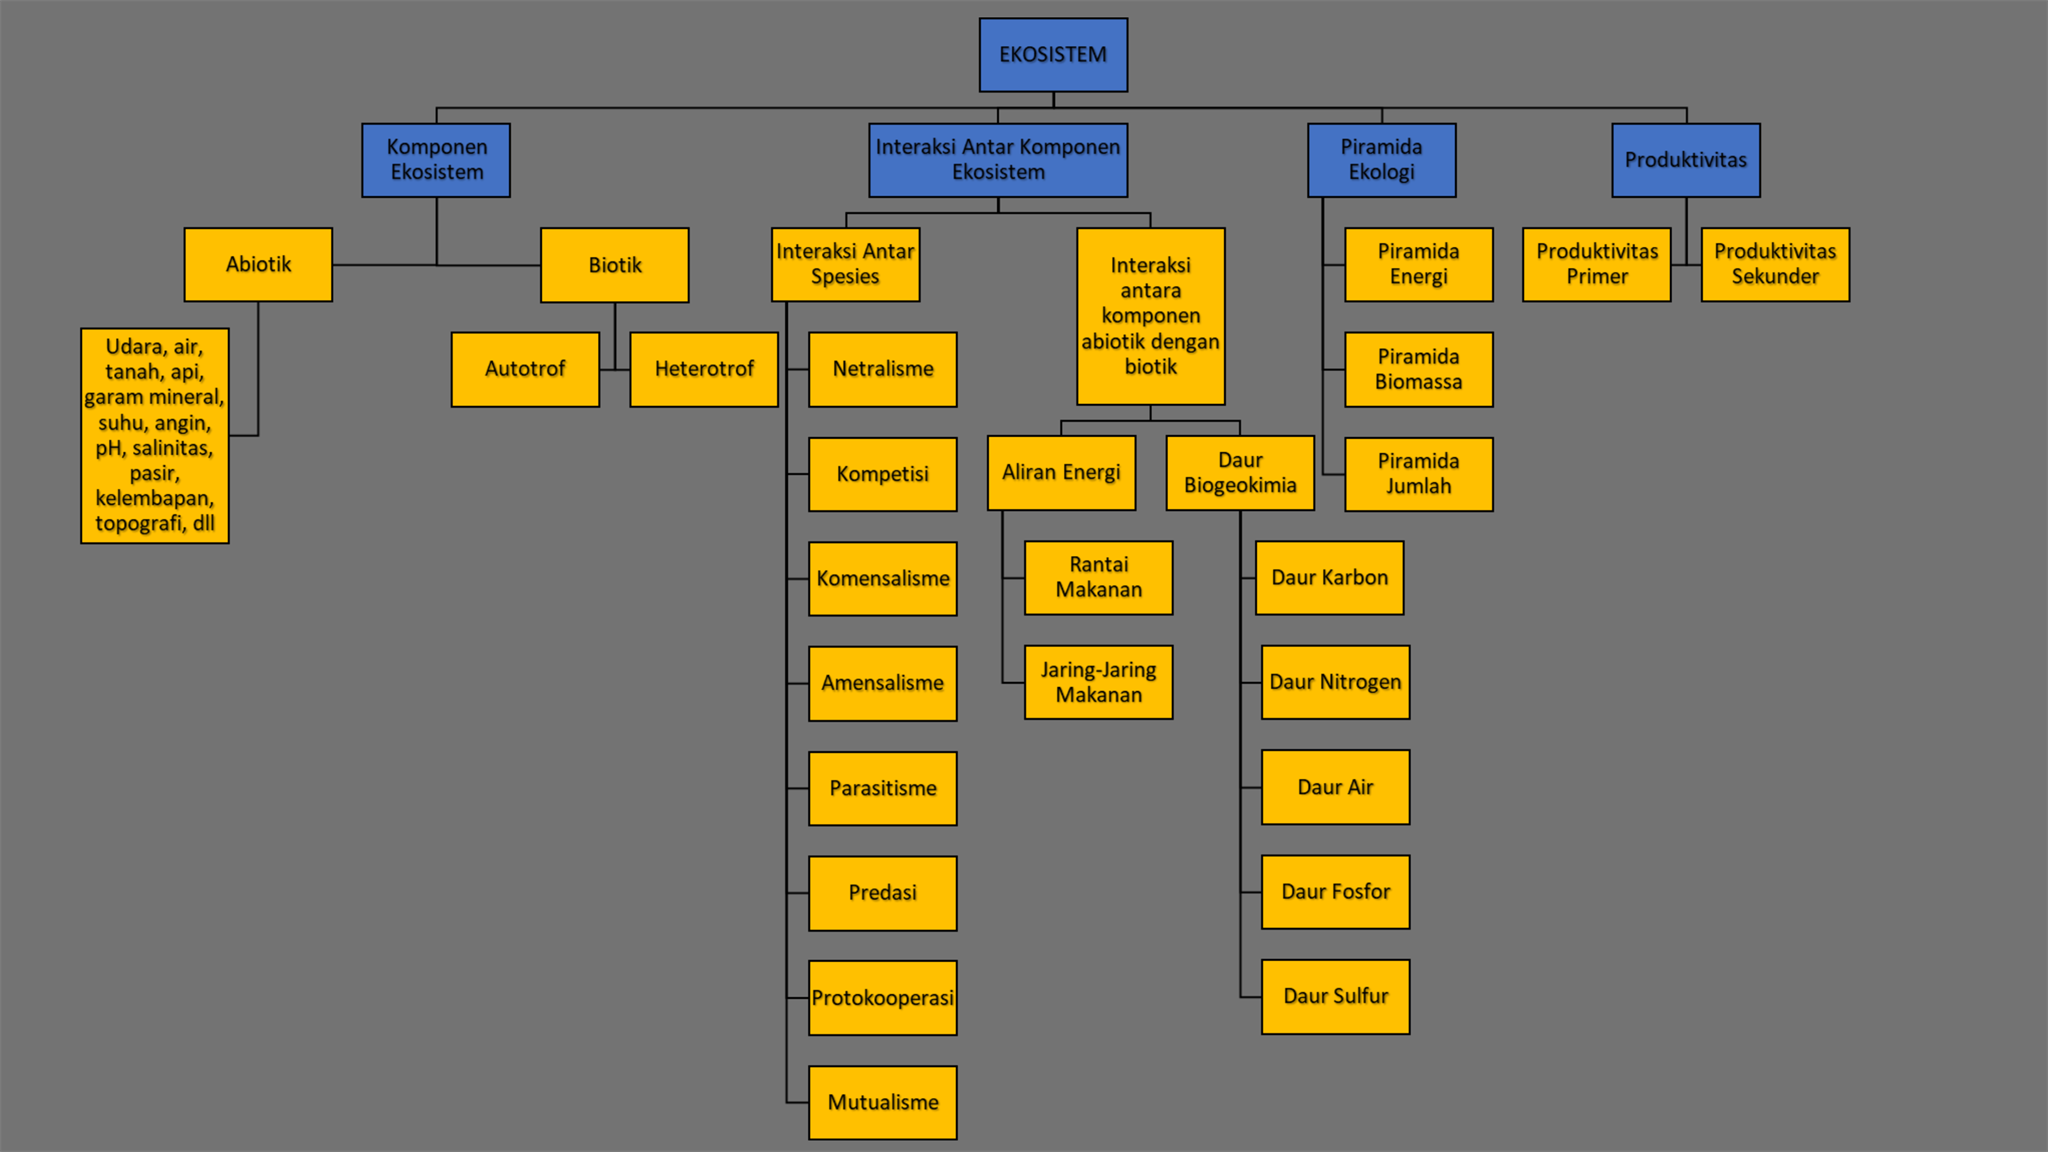 EKOSISTEM
Komponen
Ekosistem
Interaksi Antar Komponen
Ekosistem
Piramida
Ekologi
Produktivitas
Abiotik
Biotik
Interaksi Antar
Spesies
Interaksi
antara
komponen
abiotik dengan
biotik
Piramida
Energi
Produktivitas
Primer
Produktivitas
Sekunder
Udara, air,
tanah, api,
garam mineral,
suhu, angin,
pH, salinitas,
pasir,
kelembapan,
topografi, dll
Autotrof
Heterotrof
Netralisme
Piramida
Biomassa
Kompetisi
Aliran Energi
Daur
Biogeokimia
Piramida
Jumlah
Komensalisme
Rantai
Makanan
Daur Karbon
Amensalisme
Jaring-Jaring
Makanan
Daur Nitrogen
Parasitisme
Daur Air
Predasi
Daur Fosfor
Protokooperasi
Daur Sulfur
Mutualisme